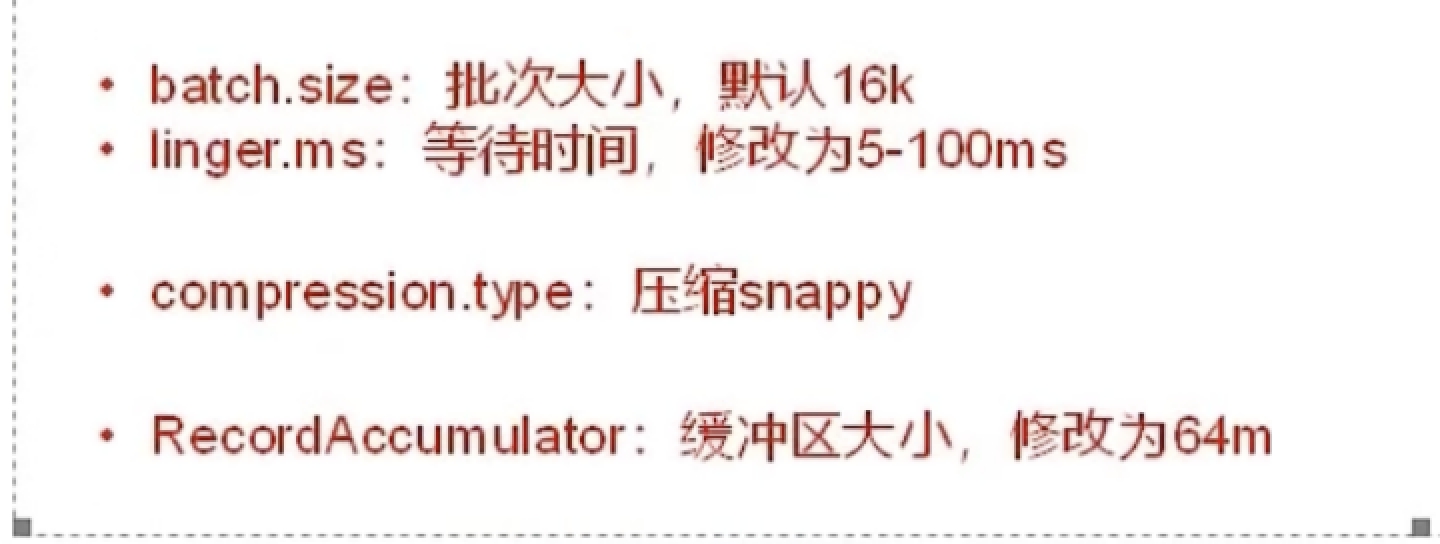 • batch.size：批次大小，默认16k
• linger.ms：等待时间，修改为5-100ms
• compression.type：压缩snappy
• RecordAccumulator：缓冲区大小，修改为64m